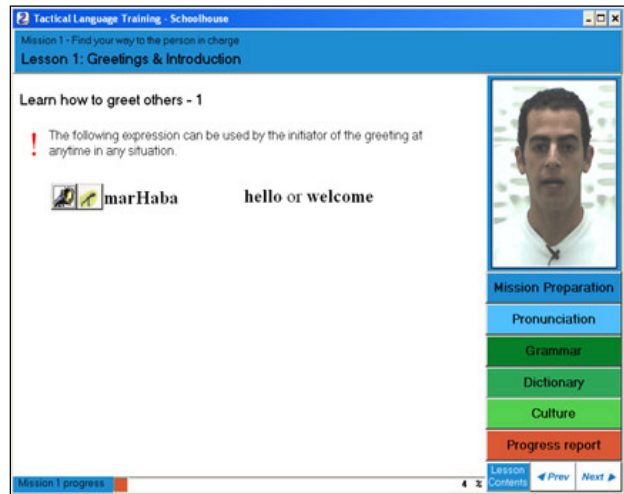 Tactical Language Training - Schoolhouse
Mission 1 - Find your way to the person in charge
Lesson 1: Greetings & Introduction
Learn how to greet others - 1
! The following expression can be used by the initiator of the greeting at
anytime in any situation.
marHaba hello or welcome
Mission Preparation
Pronunciation
Grammar
Dictionary
Culture
Progress report
Mission 1 progress 4 %
Lesson
Contents
Prev Next